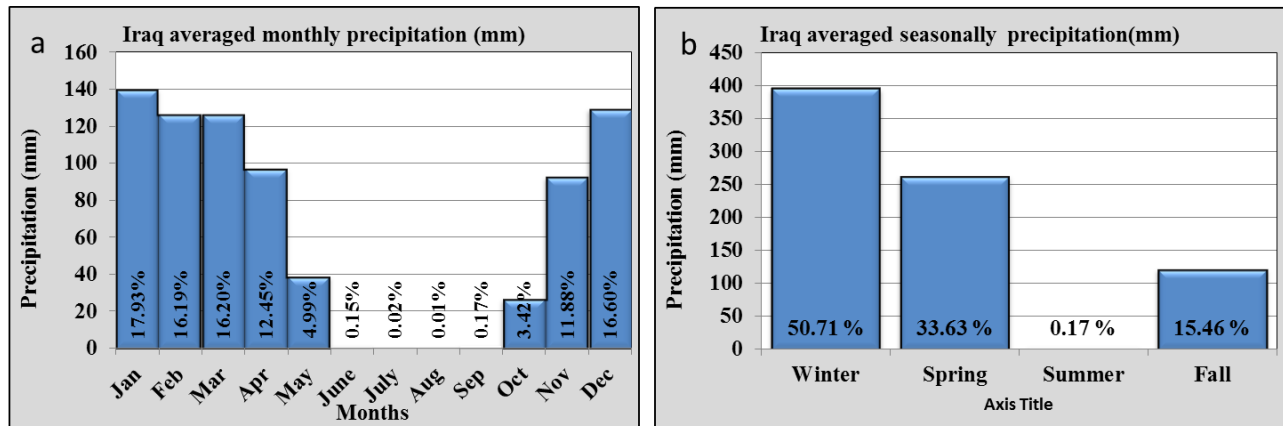 a
Iraq averaged monthly precipitation (mm)
Precipitation (mm)
160
140
120
100
80
60
40
20
0
17.93%
16.19%
16.20%
12.45%
4.99%
0.15%
0.02%
0.01%
0.17%
3.42%
11.88%
16.60%
Jan
Feb
Mar
Apr
May
June
July
Aug
Sep
Oct
Nov
Dec
Months
b
Iraq averaged seasonally precipitation(mm)
Precipitation (mm)
450
400
350
300
250
200
150
100
50
0
50.71 %
33.63 %
0.17 %
15.46 %
Winter
Spring
Summer
Fall
Axis Title